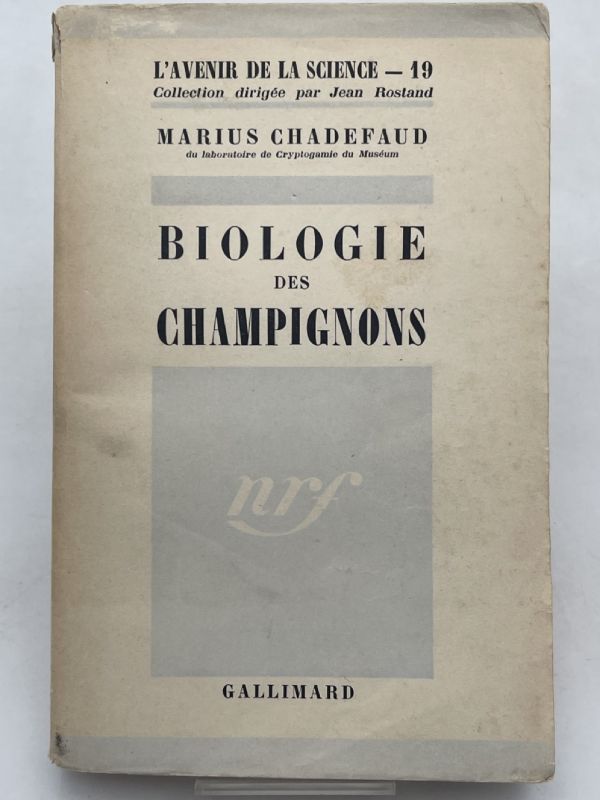 L'AVENIR DE LA SCIENCE — 19
Collection dirigée par Jean Rostand
MARIUS CHADEFAUD
du laboratoire de Cryptogamie du Muséum
BIOLOGIE
DES
CHAMPIGNONS
nrf
GALLIMARD